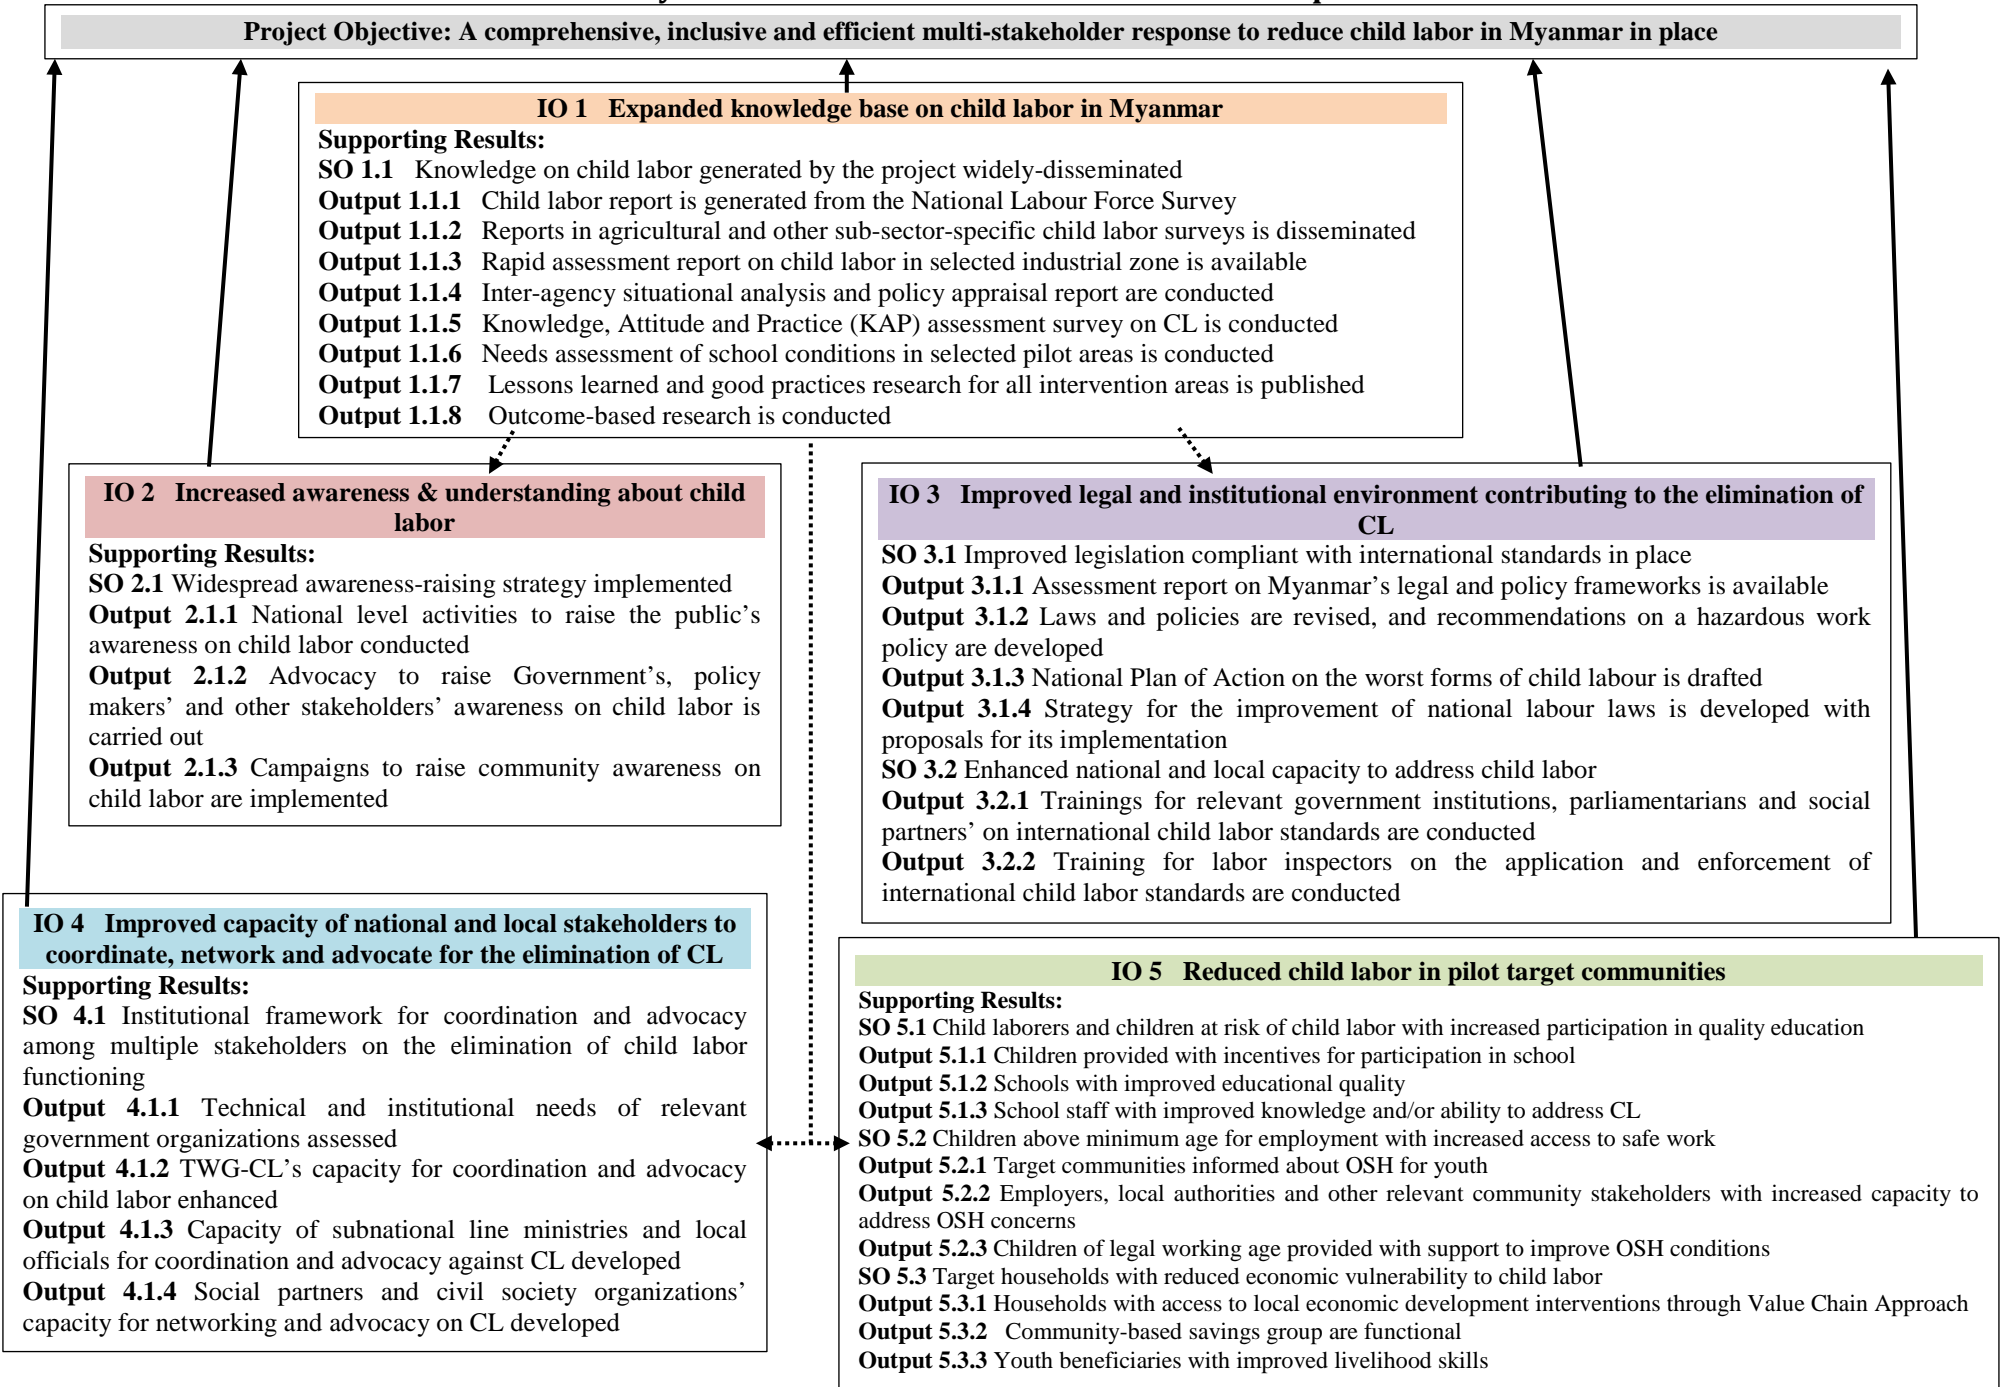 Project Objective: A comprehensive, inclusive and efficient multi-stakeholder response to reduce child labor in Myanmar in place
IO 1 Expanded knowledge base on child labor in Myanmar
Supporting Results:
SO 1.1 Knowledge on child labor generated by the project widely-disseminated
Output 1.1.1 Child labor report is generated from the National Labour Force Survey
Output 1.1.2 Reports in agricultural and other sub-sector-specific child labor surveys is disseminated
Output 1.1.3 Rapid assessment report on child labor in selected industrial zone is available
Output 1.1.4 Inter-agency situational analysis and policy appraisal report are conducted
Output 1.1.5 Knowledge, Attitude and Practice (KAP) assessment survey on CL is conducted
Output 1.1.6 Needs assessment of school conditions in selected pilot areas is conducted
Output 1.1.7 Lessons learned and good practices research for all intervention areas is published
Output 1.1.8 Outcome-based research is conducted
IO 2 Increased awareness & understanding about child
labor
Supporting Results:
SO 2.1 Widespread awareness-raising strategy implemented
Output 2.1.1 National level activities to raise the public's
awareness on child labor conducted
Output 2.1.2 Advocacy to raise Government's, policy
makers' and other stakeholders' awareness on child labor is
carried out
Output 2.1.3 Campaigns to raise community awareness on
child labor are implemented
IO 3 Improved legal and institutional environment contributing to the elimination of
CL
SO 3.1 Improved legislation compliant with international standards in place
Output 3.1.1 Assessment report on Myanmar's legal and policy frameworks is available
Output 3.1.2 Laws and policies are revised, and recommendations on a hazardous work
policy are developed
Output 3.1.3 National Plan of Action on the worst forms of child labour is drafted
Output 3.1.4 Strategy for the improvement of national labour laws is developed with
proposals for its implementation
SO 3.2 Enhanced national and local capacity to address child labor
Output 3.2.1 Trainings for relevant government institutions, parliamentarians and social
partners' on international child labor standards are conducted
Output 3.2.2 Training for labor inspectors on the application and enforcement of
international child labor standards are conducted
IO 4 Improved capacity of national and local stakeholders to
coordinate, network and advocate for the elimination of CL
Supporting Results:
SO 4.1 Institutional framework for coordination and advocacy
among multiple stakeholders on the elimination of child labor
functioning
Output 4.1.1 Technical and institutional needs of relevant
government organizations assessed
Output 4.1.2 TWG-CL's capacity for coordination and advocacy
on child labor enhanced
Output 4.1.3 Capacity of subnational line ministries and local
officials for coordination and advocacy against CL developed
Output 4.1.4 Social partners and civil society organizations'
capacity for networking and advocacy on CL developed
IO 5 Reduced child labor in pilot target communities
Supporting Results:
SO 5.1 Child laborers and children at risk of child labor with increased participation in quality education
Output 5.1.1 Children provided with incentives for participation in school
Output 5.1.2 Schools with improved educational quality
Output 5.1.3 School staff with improved knowledge and/or ability to address CL
SO 5.2 Children above minimum age for employment with increased access to safe work
Output 5.2.1 Target communities informed about OSH for youth
Output 5.2.2 Employers, local authorities and other relevant community stakeholders with increased capacity to
address OSH concerns
Output 5.2.3 Children of legal working age provided with support to improve OSH conditions
SO 5.3 Target households with reduced economic vulnerability to child labor
Output 5.3.1 Households with access to local economic development interventions through Value Chain Approach
Output 5.3.2 Community-based savings group are functional
Output 5.3.3 Youth beneficiaries with improved livelihood skills